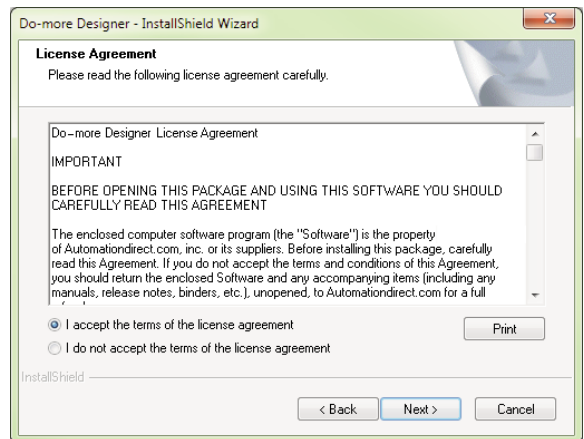 Do-more Designer - InstallShield Wizard
License Agreement
Please read the following license agreement carefully.
Do-more Designer License Agreement
IMPORTANT
BEFORE OPENING THIS PACKAGE AND USING THIS SOFTWARE YOU SHOULD
CAREFULLY READ THIS AGREEMENT
The enclosed computer software program (the "Software") is the property
of Automationdirect.com, inc. or its suppliers. Before installing this package, carefully
read this Agreement. If you do not accept the terms and conditions of this Agreement,
you should return the enclosed Software and any accompanying items (including any
manuals, release notes, binders, etc.), unopened, to Automationdirect.com for a full
I accept the terms of the license agreement
Print
I do not accept the terms of the license agreement
InstallShield
< Back
Next >
Cancel